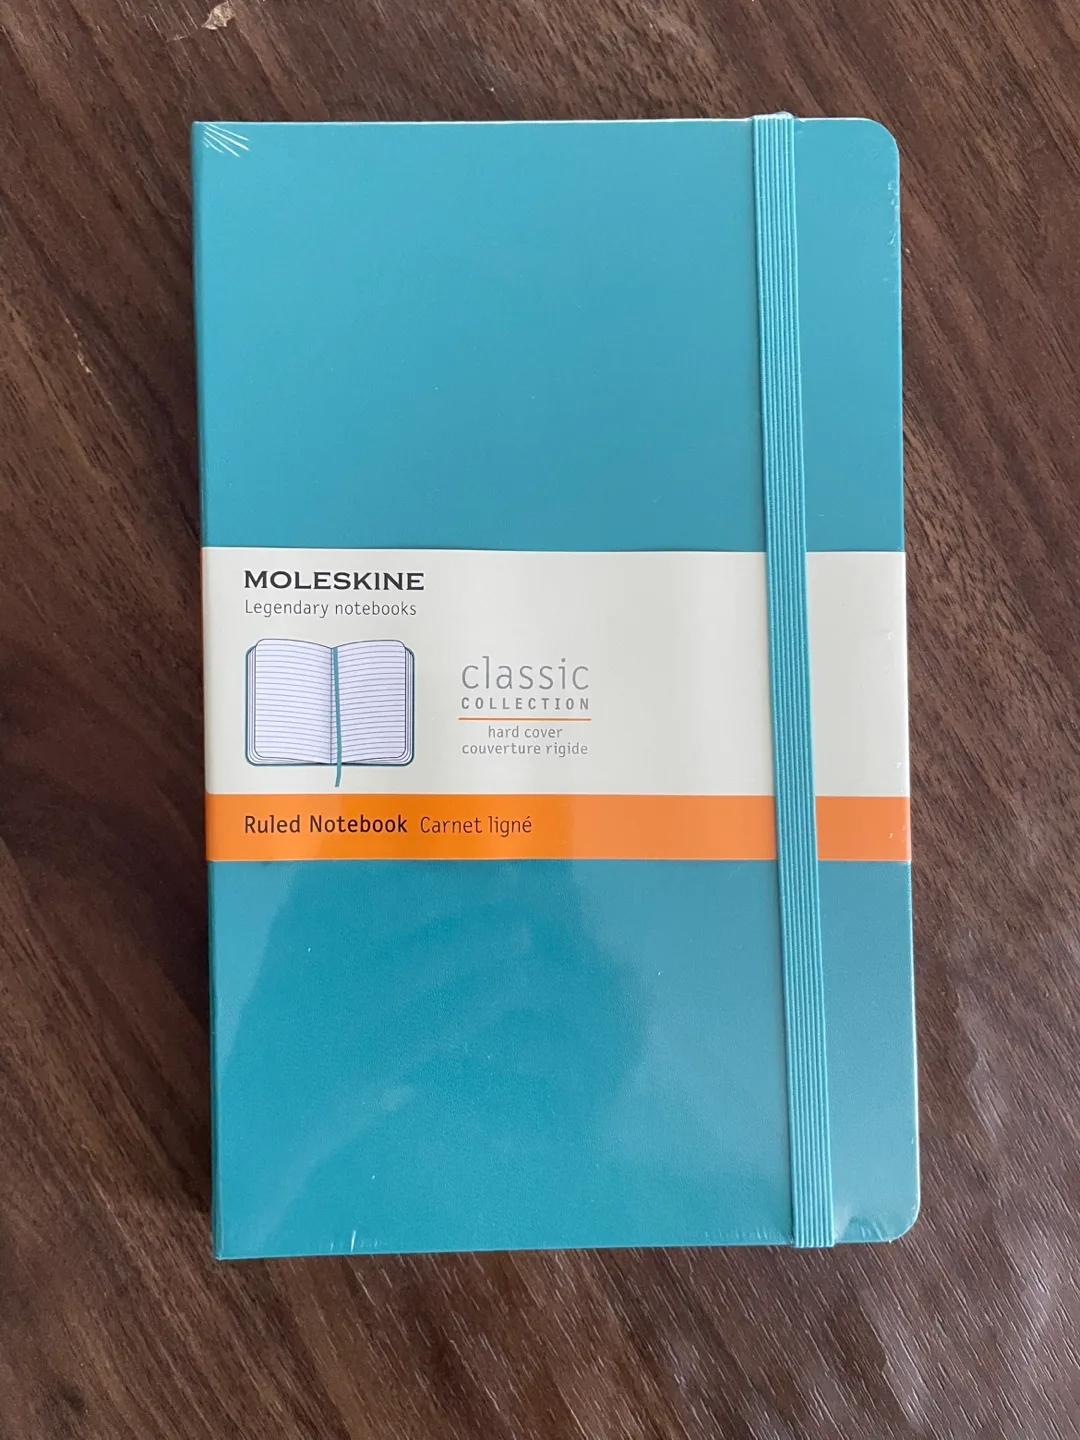 MOLESKINE
Legendary notebooks
classic
COLLECTION
hard cover
couverture rigide
Ruled Notebook Carnet ligné